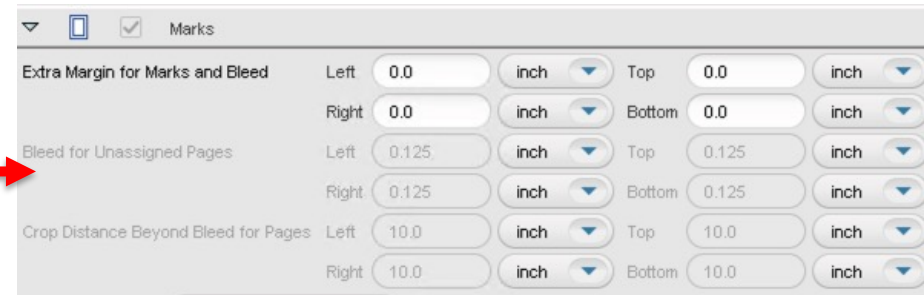 Marks
Extra Margin for Marks and Bleed Left 0.0 inch Top 0.0 inch
Right 0.0 inch Bottom 0.0 inch
Bleed for Unassigned Pages Left 0.125 inch Top 0.125 inch
Right 0.125 inch Bottom 0.125 inch
Crop Distance Beyond Bleed for Pages Left 10.0 inch Top 10.0 inch
Right 10.0 inch Bottom 10.0 inch